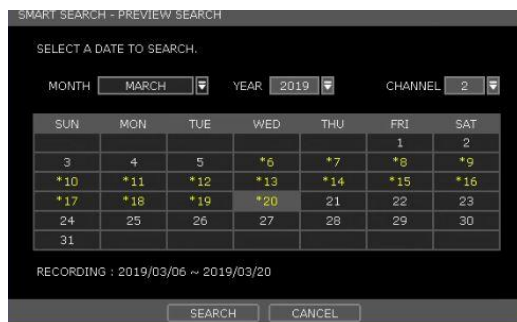 SMART SEARCH - PREVIEW SEARCH
SELECT A DATE TO SEARCH.
MONTH MARCH YEAR 2019 CHANNEL 2
SUN MON TUE WED THU FRI SAT
1 2
3 4 5 *6 *7 *8 *9
*10 *11 *12 *13 *14 *15 *16
*17 *18 *19 *20 21 22 23
24 25 26 27 28 29 30
31
RECORDING : 2019/03/06 ~ 2019/03/20
SEARCH CANCEL